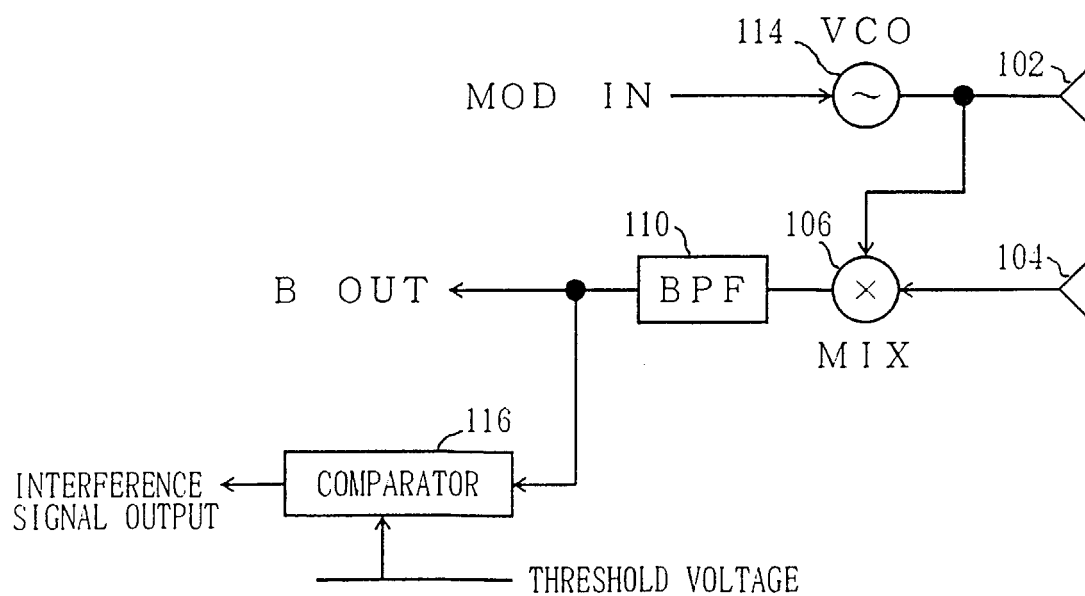 VCO
114
102
MOD IN
~
110
106
104
B OUT
BPF
×
MIX
116
COMPARATOR
INTERFERENCE
SIGNAL OUTPUT
THRESHOLD VOLTAGE